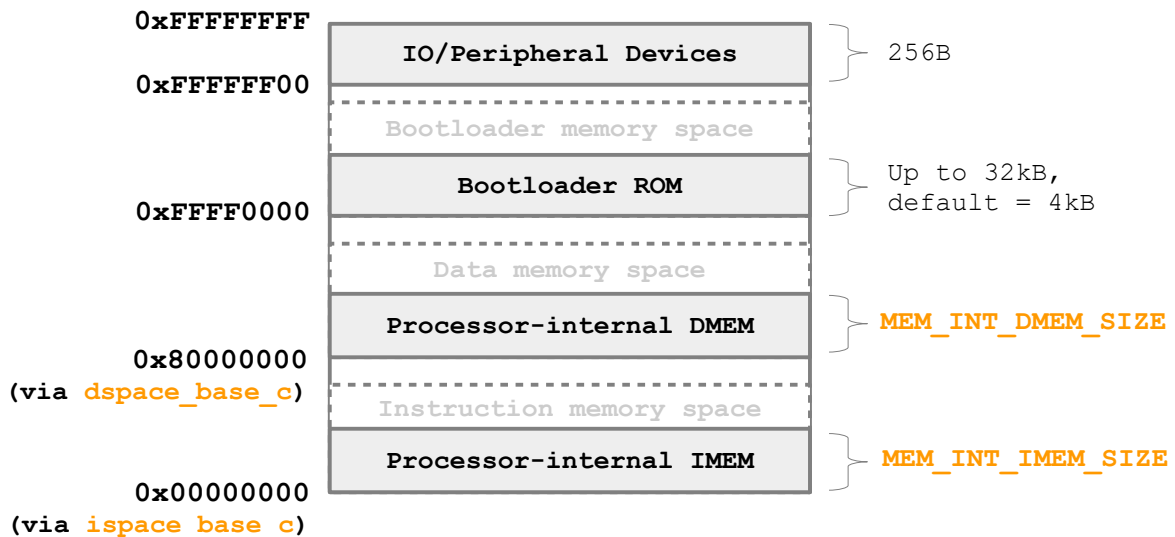 0xFFFFFFFF
IO/Peripheral Devices
256B
0xFFFFFF00
Bootloader memory space
Bootloader ROM
Up to 32kB,
default = 4kB
0xFFFF0000
Data memory space
Processor-internal DMEM
MEM_INT_DMEM_SIZE
0x80000000
(via dspace_base_c)
Instruction memory space
Processor-internal IMEM
MEM_INT_IMEM_SIZE
0x00000000
(via ispace base c)